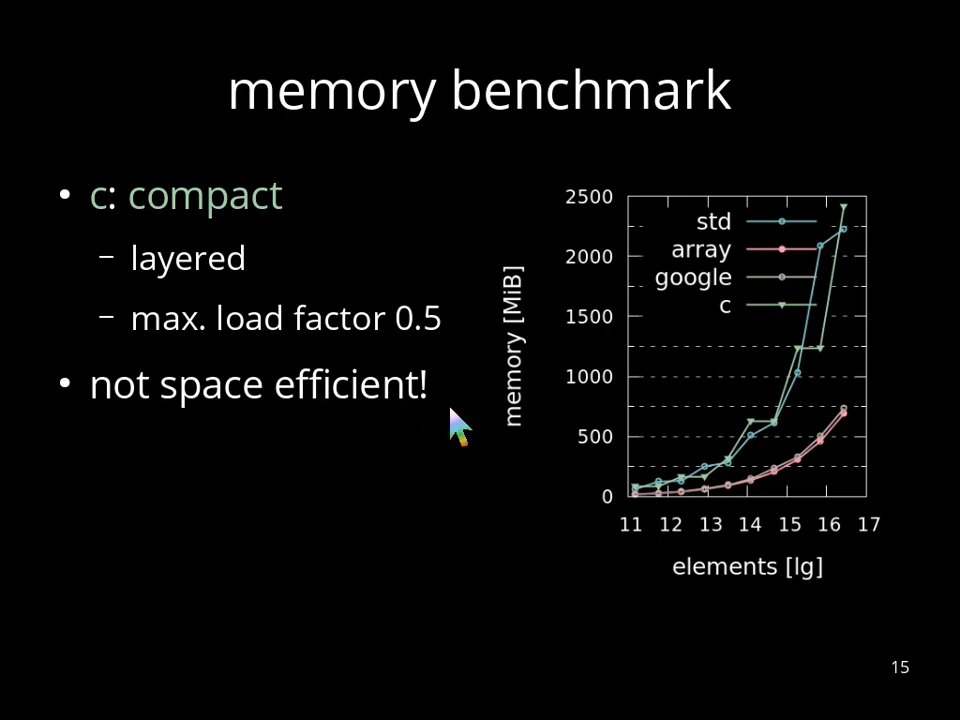 memory benchmark
• c: compact
– layered
– max. load factor 0.5
• not space efficient!
memory [MiB]
2500
2000
1500
1000
500
0
std
array
google
c
11 12 13 14 15 16 17
elements [lg]
15